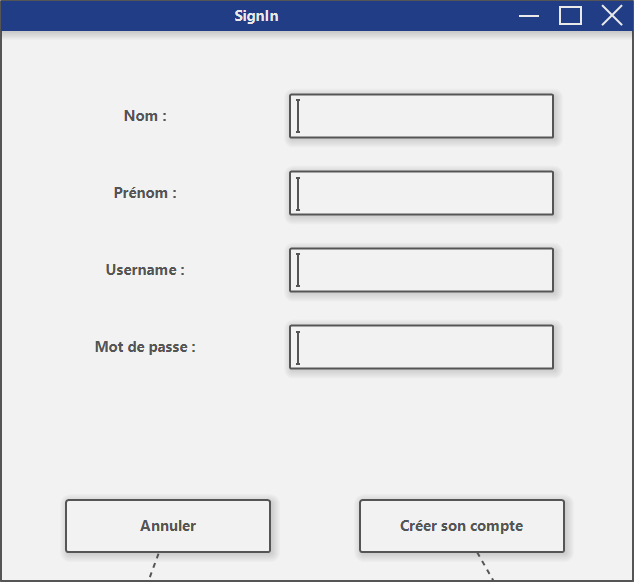 SignIn
Nom :
Prénom :
Username :
Mot de passe :
Annuler
Créer son compte